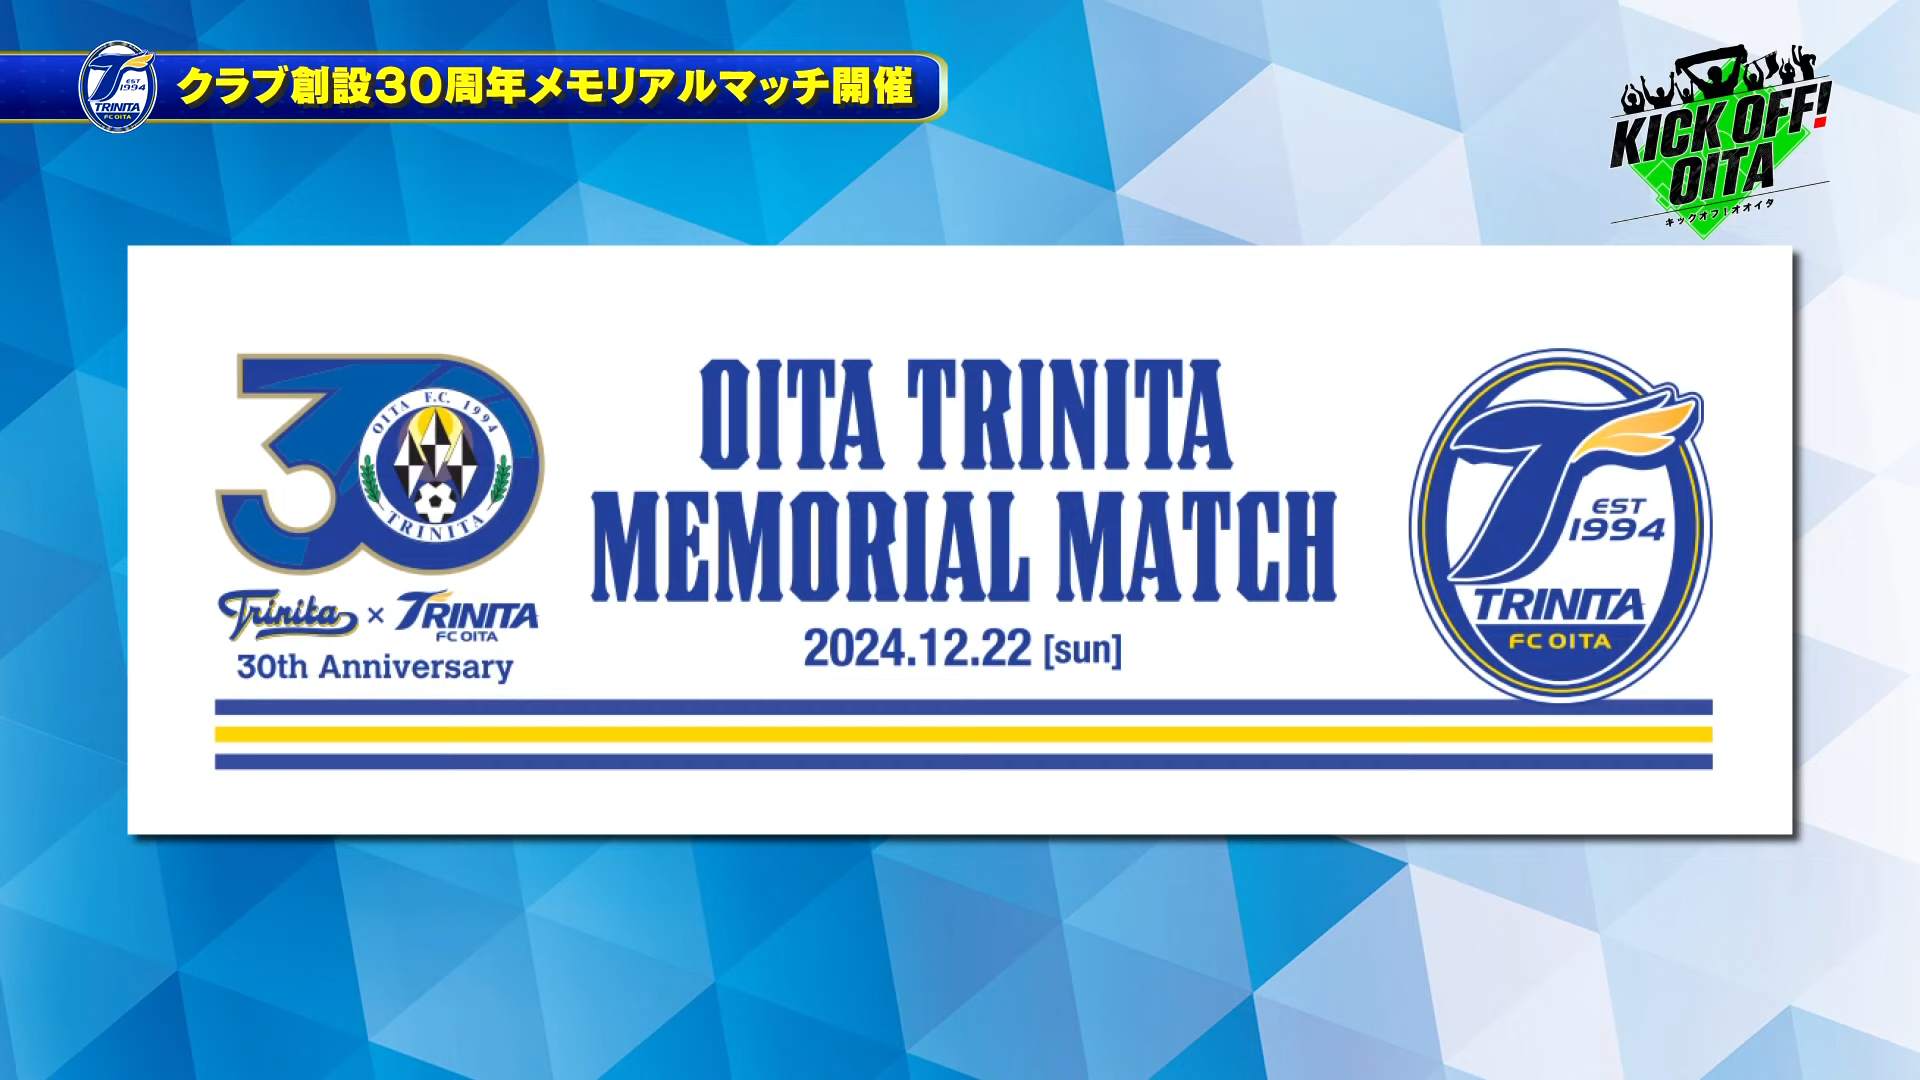 EST
1994
TRINITA
FC OITA
クラブ創設30周年メモリアルマッチ開催
KICK OFF!
OITA
キックオフ！オオイタ
30
OITA F.C. 1994
TRINITA
Trinita × TRINITA
FC OITA
30th Anniversary
OITA TRINITA
MEMORIAL MATCH
2024.12.22 [sun]
T
EST
1994
TRINITA
FC OITA